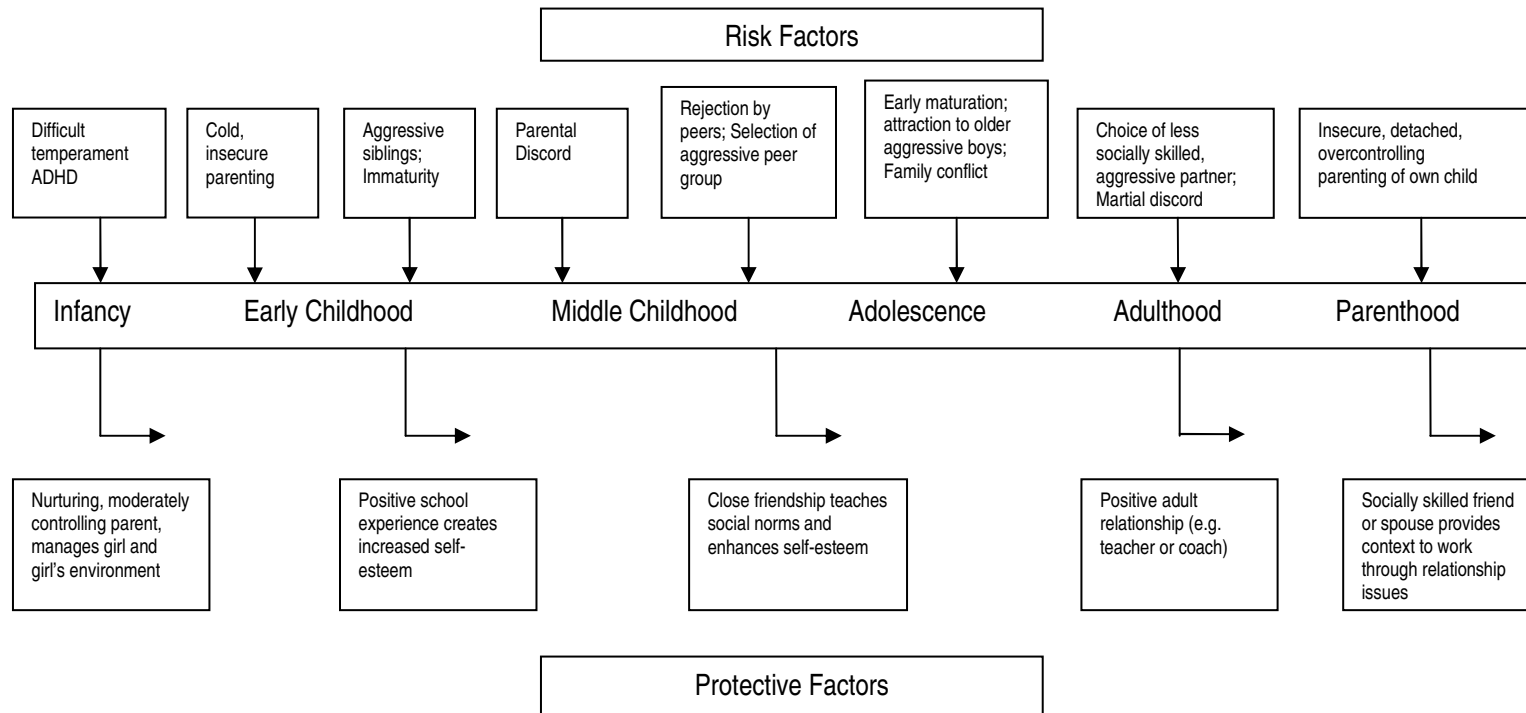 Risk Factors
Difficult
temperament
ADHD
Cold,
insecure
parenting
Aggressive
siblings;
Immaturity
Parental
Discord
Rejection by
peers; Selection of
aggressive peer
group
Early maturation;
attraction to older
aggressive boys;
Family conflict
Choice of less
socially skilled,
aggressive partner;
Martial discord
Insecure, detached,
overcontrolling
parenting of own child
Infancy
Early Childhood
Middle Childhood
Adolescence
Adulthood
Parenthood
Nurturing, moderately
controlling parent,
manages girl and
girl's environment
Positive school
experience creates
increased self-
esteem
Close friendship teaches
social norms and
enhances self-esteem
Positive adult
relationship (e.g.
teacher or coach)
Socially skilled friend
or spouse provides
context to work
through relationship
issues
Protective Factors